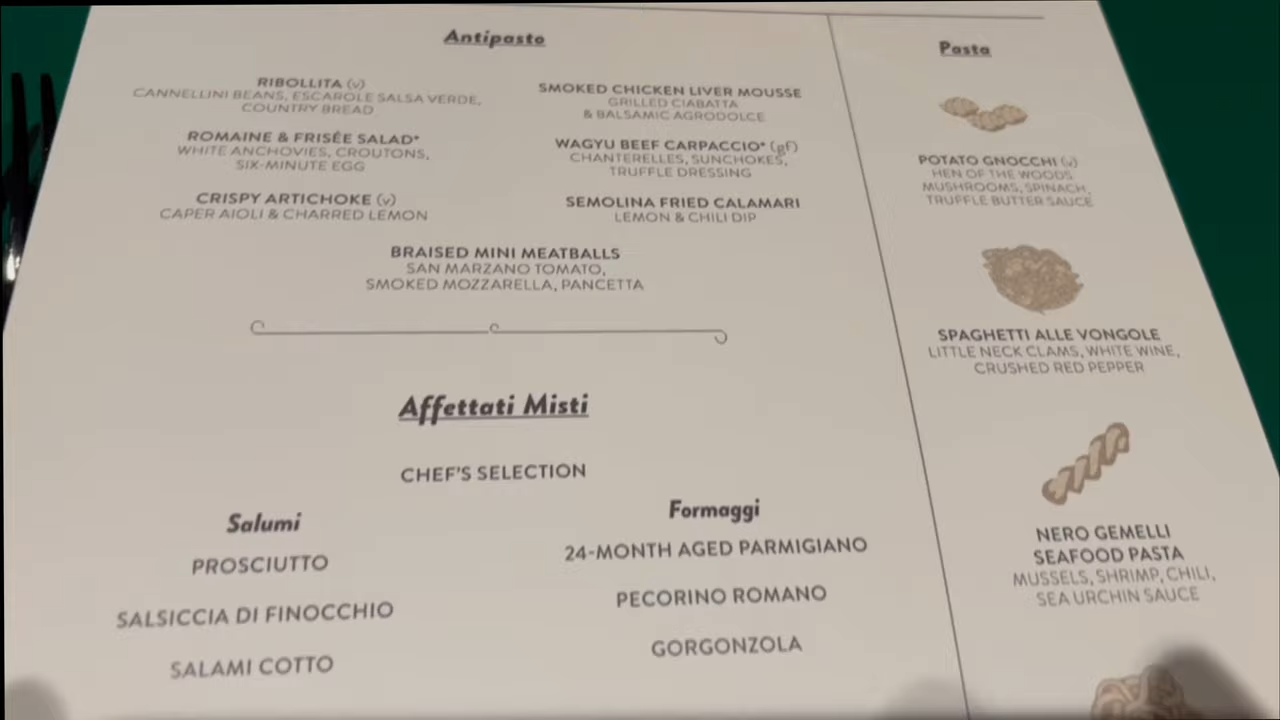 Antipasto
RIBOLLITA (v)
CANNELLINI BEANS, ESCAROLE SALSA VERDE,
COUNTRY BREAD
ROMAINE & FRISÉE SALAD*
WHITE ANCHOVIES, CROUTONS,
SIX-MINUTE EGG
CRISPY ARTICHOKE (v)
CAPER AIOLI & CHARRED LEMON
SMOKED CHICKEN LIVER MOUSSE
GRILLED CIABATTA
& BALSAMIC AGRODOLCE
WAGYU BEEF CARPACCIO* (gf)
CHANTERELLES, SUNCHOKES,
TRUFFLE DRESSING
SEMOLINA FRIED CALAMARI
LEMON & CHILI DIP
BRAISED MINI MEATBALLS
SAN MARZANO TOMATO,
SMOKED MOZZARELLA, PANCETTA
Affettati Misti
CHEF'S SELECTION
Salumi
PROSCIUTTO
SALSICCIA DI FINOCCHIO
SALAMI COTTO
Formaggi
24-MONTH AGED PARMIGIANO
PECORINO ROMANO
GORGONZOLA
Pasta
POTATO GNOCCHI (v)
HEN OF THE WOODS
MUSHROOMS, SPINACH,
TRUFFLE BUTTER SAUCE
SPAGHETTI ALLE VONGOLE
LITTLE NECK CLAMS, WHITE WINE,
CRUSHED RED PEPPER
NERO GEMELLI
SEAFOOD PASTA
MUSSELS, SHRIMP, CHILI,
SEA URCHIN SAUCE